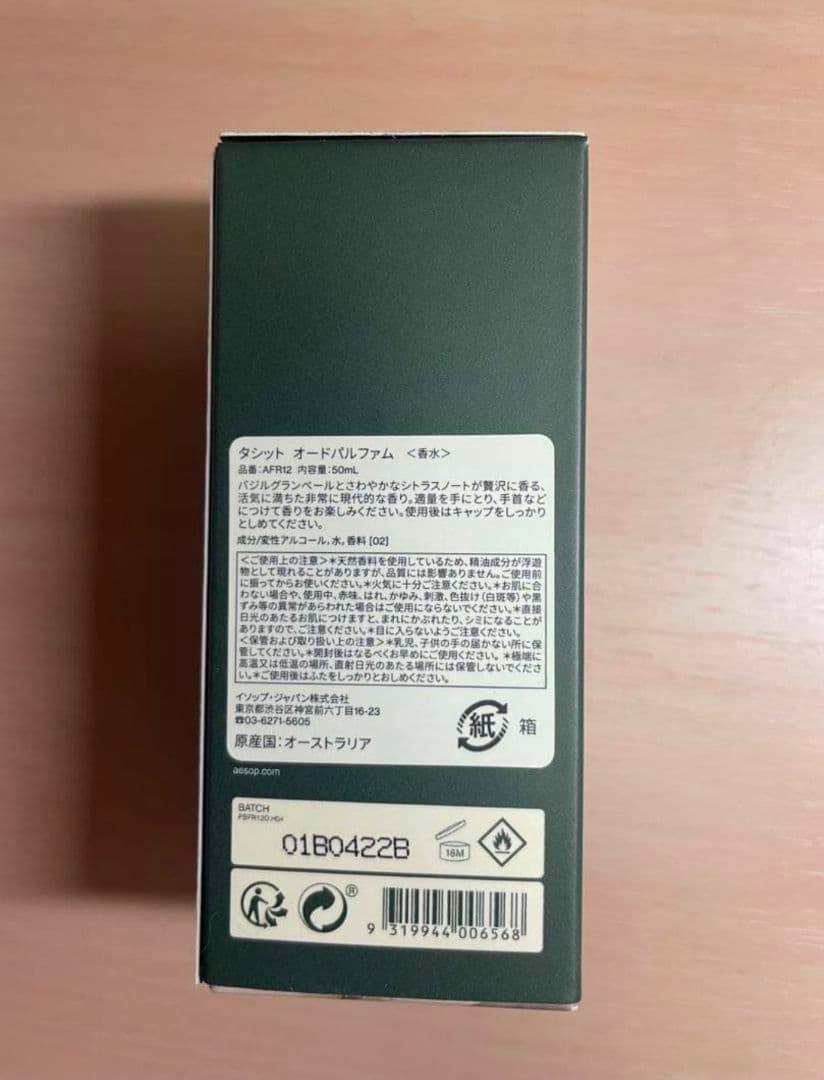 タシット オードパルファム <香水>
品番:AFR12 内容量:50mL
バジルグランベールとさわやかなシトラスノートが贅沢に香る、
活気に満ちた非常に現代的な香り。適量を手にとり、手首など
につけて香りをお楽しみください。使用後はキャップをしっかり
としめてください。
成分/変性アルコール,水,香料 [02]
<ご使用上の注意>＊天然香料を使用しているため、精油成分が浮遊
物として現れることがありますが、品質には影響ありません。ご使用前
に振ってからお使いください。＊火気に十分ご注意ください。＊お肌に合
わない場合や、使用中、赤味、はれ、かゆみ、刺激、色抜け(白斑等)や黒
ずみ等の異常があらわれた場合はご使用にならないでください。＊直接
日光のあたるお肌につけますと、まれにかぶれたり、シミになることが
ありますので、ご注意ください。＊目に入らないようご注意ください。
<保管および取り扱い上の注意>＊乳児、子供の手の届かない所に保
管してください。＊開封後はなるべくお早めにご使用ください。＊極端に
高温又は低温の場所、直射日光のあたる場所には保管しないでくださ
い。＊ご使用後はふたをしっかりとおしめください。
イソップ・ジャパン株式会社
東京都渋谷区神宮前六丁目16-23
☎03-6271-5605
紙 箱
原産国:オーストラリア
aesop.com
BATCH
01B0422B
18M
®
9 319944 006568